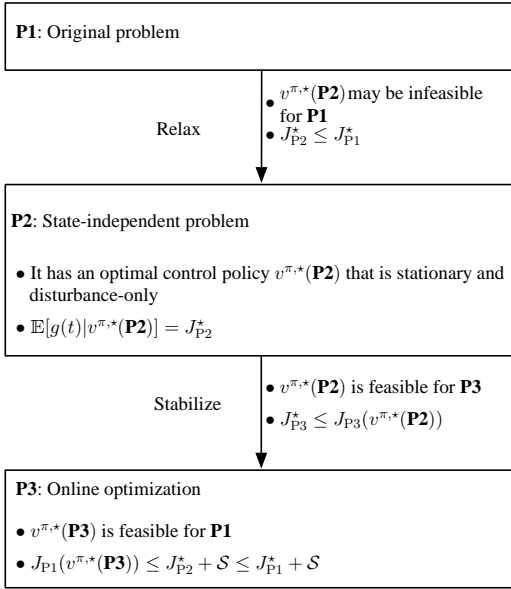 P1: Original problem
• v^{π,⋆}(P2) may be infeasible
for P1
Relax
• J^⋆_{P2} ≤ J^⋆_{P1}
P2: State-independent problem
• It has an optimal control policy v^{π,⋆}(P2) that is stationary and
disturbance-only
• 𝔼[g(t)|v^{π,⋆}(P2)] = J^⋆_{P2}
• v^{π,⋆}(P2) is feasible for P3
Stabilize
• J^⋆_{P3} ≤ J_{P3}(v^{π,⋆}(P2))
P3: Online optimization
• v^{π,⋆}(P3) is feasible for P1
• J_{P1}(v^{π,⋆}(P3)) ≤ J^⋆_{P2} + 𝒮 ≤ J^⋆_{P1} + 𝒮